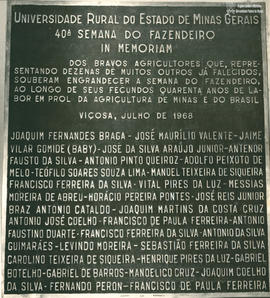 UNIVERSIDADE RURAL DO ESTADO DE MINAS GERAIS
40ª SEMANA DO FAZENDEIRO
IN MEMORIAM
DOS BRAVOS AGRICULTORES QUE, REPRE-
SENTANDO DEZENAS DE MUITOS OUTROS JÁ FALECIDOS,
SOUBERAM ENGRANDECER A SEMANA DO FAZENDEIRO,
AO LONGO DE SEUS FECUNDOS QUARENTA ANOS DE LA-
BOR EM PROL DA AGRICULTURA DE MINAS E DO BRASIL
VIÇOSA, JULHO DE 1968
JOAQUIM FERNANDES BRAGA - JOSÉ MAURÍLIO VALENTE - JAIME
VILAR GOMIDE (BABY) - JOSÉ DA SILVA ARAÚJO JUNIOR - ANTENOR
FAUSTO DA SILVA - ANTONIO PINTO QUEIROZ - ADOLFO PEIXOTO DE
MELO - TEÓFILO SOARES SOUZA LIMA - MANOEL TEIXEIRA DE SIQUEIRA
FRANCISCO FERREIRA DA SILVA - VITAL PIRES DA LUZ - MESSIAS
MOREIRA DE ABREU - HORÁCIO PEREIRA PONTES - JOSÉ REIS JUNIOR
BRAZ ANTONIO CATALDO - JOAQUIM MARTINS DA COSTA CRUZ
ANTONIO JOSÉ COELHO - FRANCISCO DE PAULA FERREIRA - ANTONIO
FAUSTINO DUARTE - FRANCISCO FERREIRA DA SILVA - ANTONIO DA SILVA
GUIMARÃES - LEVINDO MOREIRA - SEBASTIÃO FERREIRA DA SILVA
CAROLINO TEIXEIRA DE SIQUEIRA - HENRIQUE PIRES DA LUZ - GABRIEL
BOTELHO - GABRIEL DE BARROS - MANOELICO CRUZ - JOAQUIM COELHO
DA SILVA - FERNANDO PERON - FRANCISCO DE PAULA FERREIRA